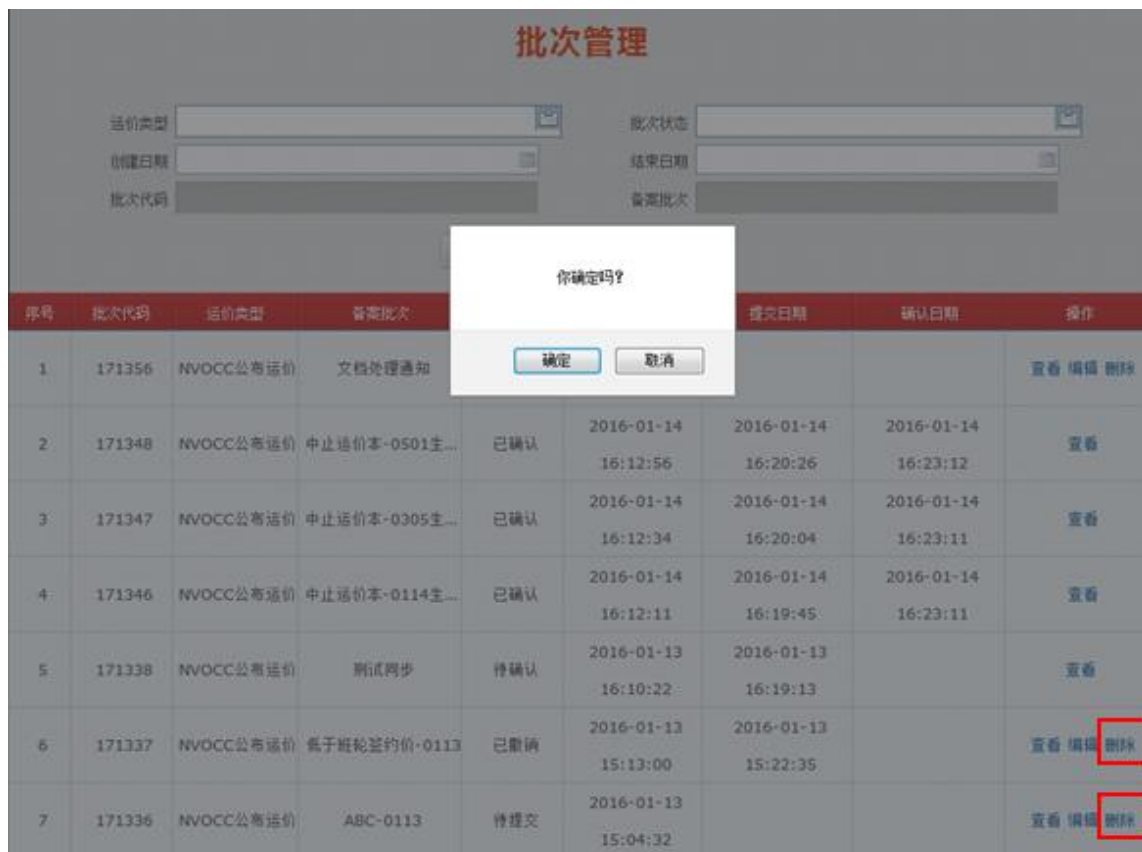 批次管理
运价类型 批次状态
创建日期 结束日期
批次代码 备案批次
你确定吗?
确定 取消
序号 批次代码 运价类型 备案批次 提交日期 确认日期 操作
1 171356 NVOCC公布运价 文档处理通知 查看 编辑 删除
2 171348 NVOCC公布运价 中止运价本-0501生... 已确认 2016-01-14 16:12:56 2016-01-14 16:20:26 2016-01-14 16:23:12 查看
3 171347 NVOCC公布运价 中止运价本-0305生... 已确认 2016-01-14 16:12:34 2016-01-14 16:20:04 2016-01-14 16:23:11 查看
4 171346 NVOCC公布运价 中止运价本-0114生... 已确认 2016-01-14 16:12:11 2016-01-14 16:19:45 2016-01-14 16:23:11 查看
5 171338 NVOCC公布运价 测试同步 待确认 2016-01-13 16:10:22 2016-01-13 16:19:13 查看
6 171337 NVOCC公布运价 低于班轮签约价-0113 已撤销 2016-01-13 15:13:00 2016-01-13 15:22:35 查看 编辑 删除
7 171336 NVOCC公布运价 ABC-0113 待提交 2016-01-13 15:04:32 查看 编辑 删除